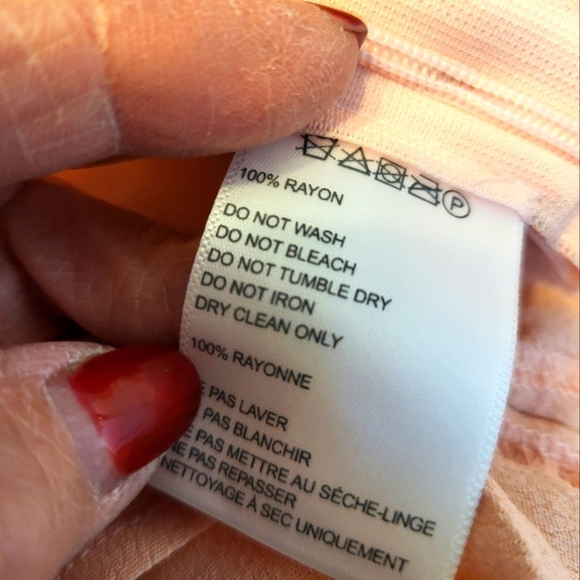 P
100% RAYON
DO NOT WASH
DO NOT BLEACH
DO NOT TUMBLE DRY
DO NOT IRON
DRY CLEAN ONLY
100% RAYONNE
PAS LAVER
PAS BLANCHIR
PAS METTRE AU SÉCHE-LINGE
NE PAS REPASSER
NETTOYAGE À SEC UNIQUEMENT